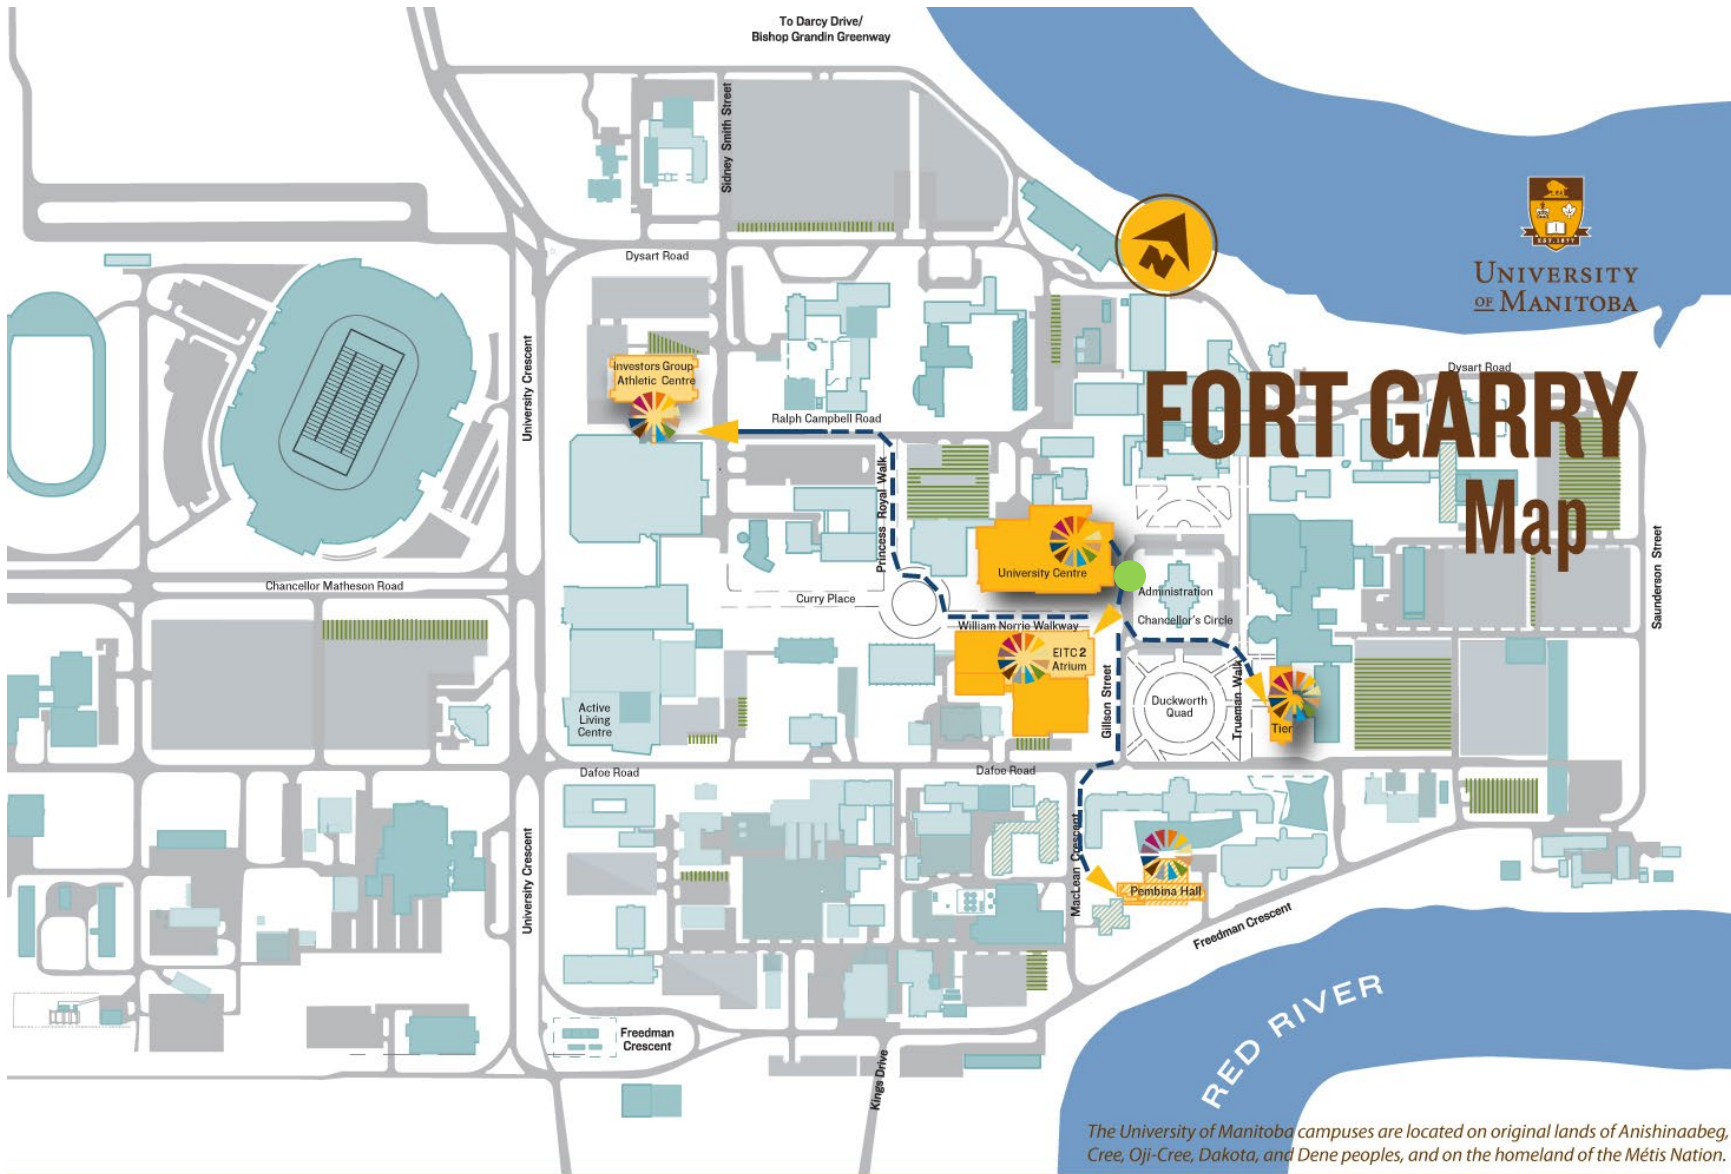 To Darcy Drive/
Bishop Grandin Greenway
Sidney Smith Street
N
EST. 1877
UNIVERSITY
OF MANITOBA
Dysart Road
University Crescent
Investors Group
Athletic Centre
Ralph Campbell Road
Dysart Road
FORT GARRY
Map
Princess Royal Walk
University Centre
Saunderson Street
Chancellor Matheson Road
Curry Place
Administration
William Norrie Walkway
Chancellor's Circle
EITC 2
Atrium
Gillson Street
Trueman Walk
Duckworth
Quad
Tier
Active
Living
Centre
Dafoe Road
Dafoe Road
University Crescent
MacLean Crescent
Pembina Hall
Freedman Crescent
RED RIVER
Freedman
Crescent
Kings Drive
The University of Manitoba campuses are located on original lands of Anishinaabeg,
Cree, Oji-Cree, Dakota, and Dene peoples, and on the homeland of the Métis Nation.